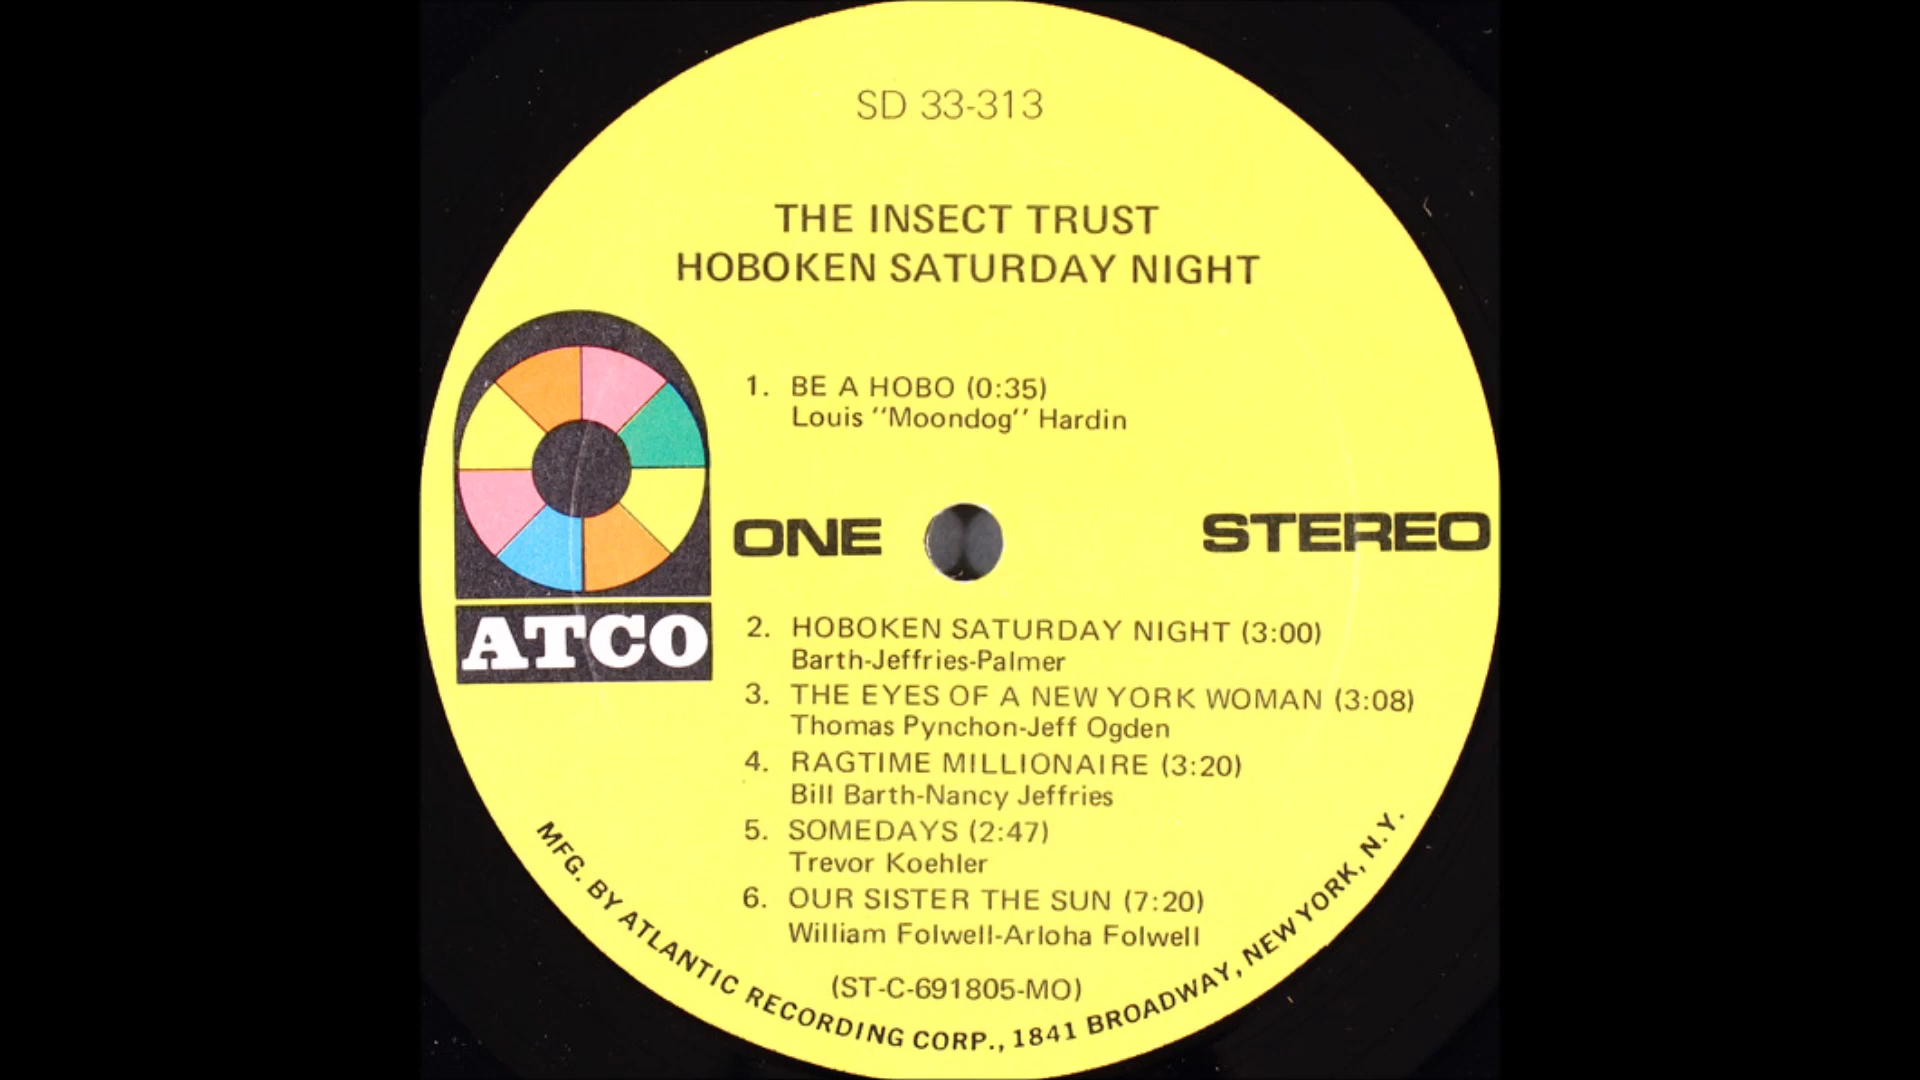 SD 33-313
THE INSECT TRUST
HOBOKEN SATURDAY NIGHT
1. BE A HOBO (0:35)
Louis "Moondog" Hardin
ONE
STEREO
ATCO
2. HOBOKEN SATURDAY NIGHT (3:00)
Barth-Jeffries-Palmer
3. THE EYES OF A NEW YORK WOMAN (3:08)
Thomas Pynchon-Jeff Ogden
4. RAGTIME MILLIONAIRE (3:20)
Bill Barth-Nancy Jeffries
5. SOMEDAYS (2:47)
Trevor Koehler
6. OUR SISTER THE SUN (7:20)
William Folwell-Arloha Folwell
(ST-C-691805-MO)
MFG. BY ATLANTIC RECORDING CORP., 1841 BROADWAY, NEW YORK, N.Y.